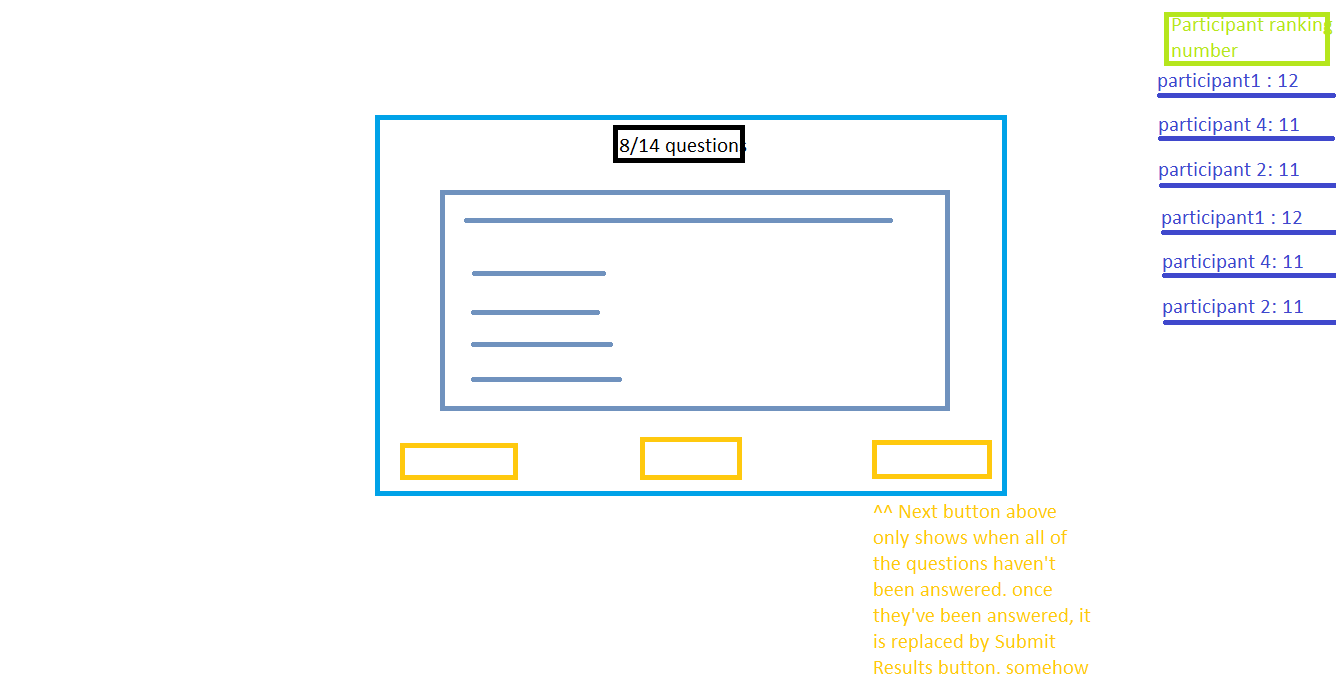 Participant ranking
number
participant1 : 12
participant 4: 11
participant 2: 11
participant1 : 12
participant 4: 11
participant 2: 11
8/14 questions
^^ Next button above
only shows when all of
the questions haven't
been answered. once
they've been answered, it
is replaced by Submit
Results button. somehow